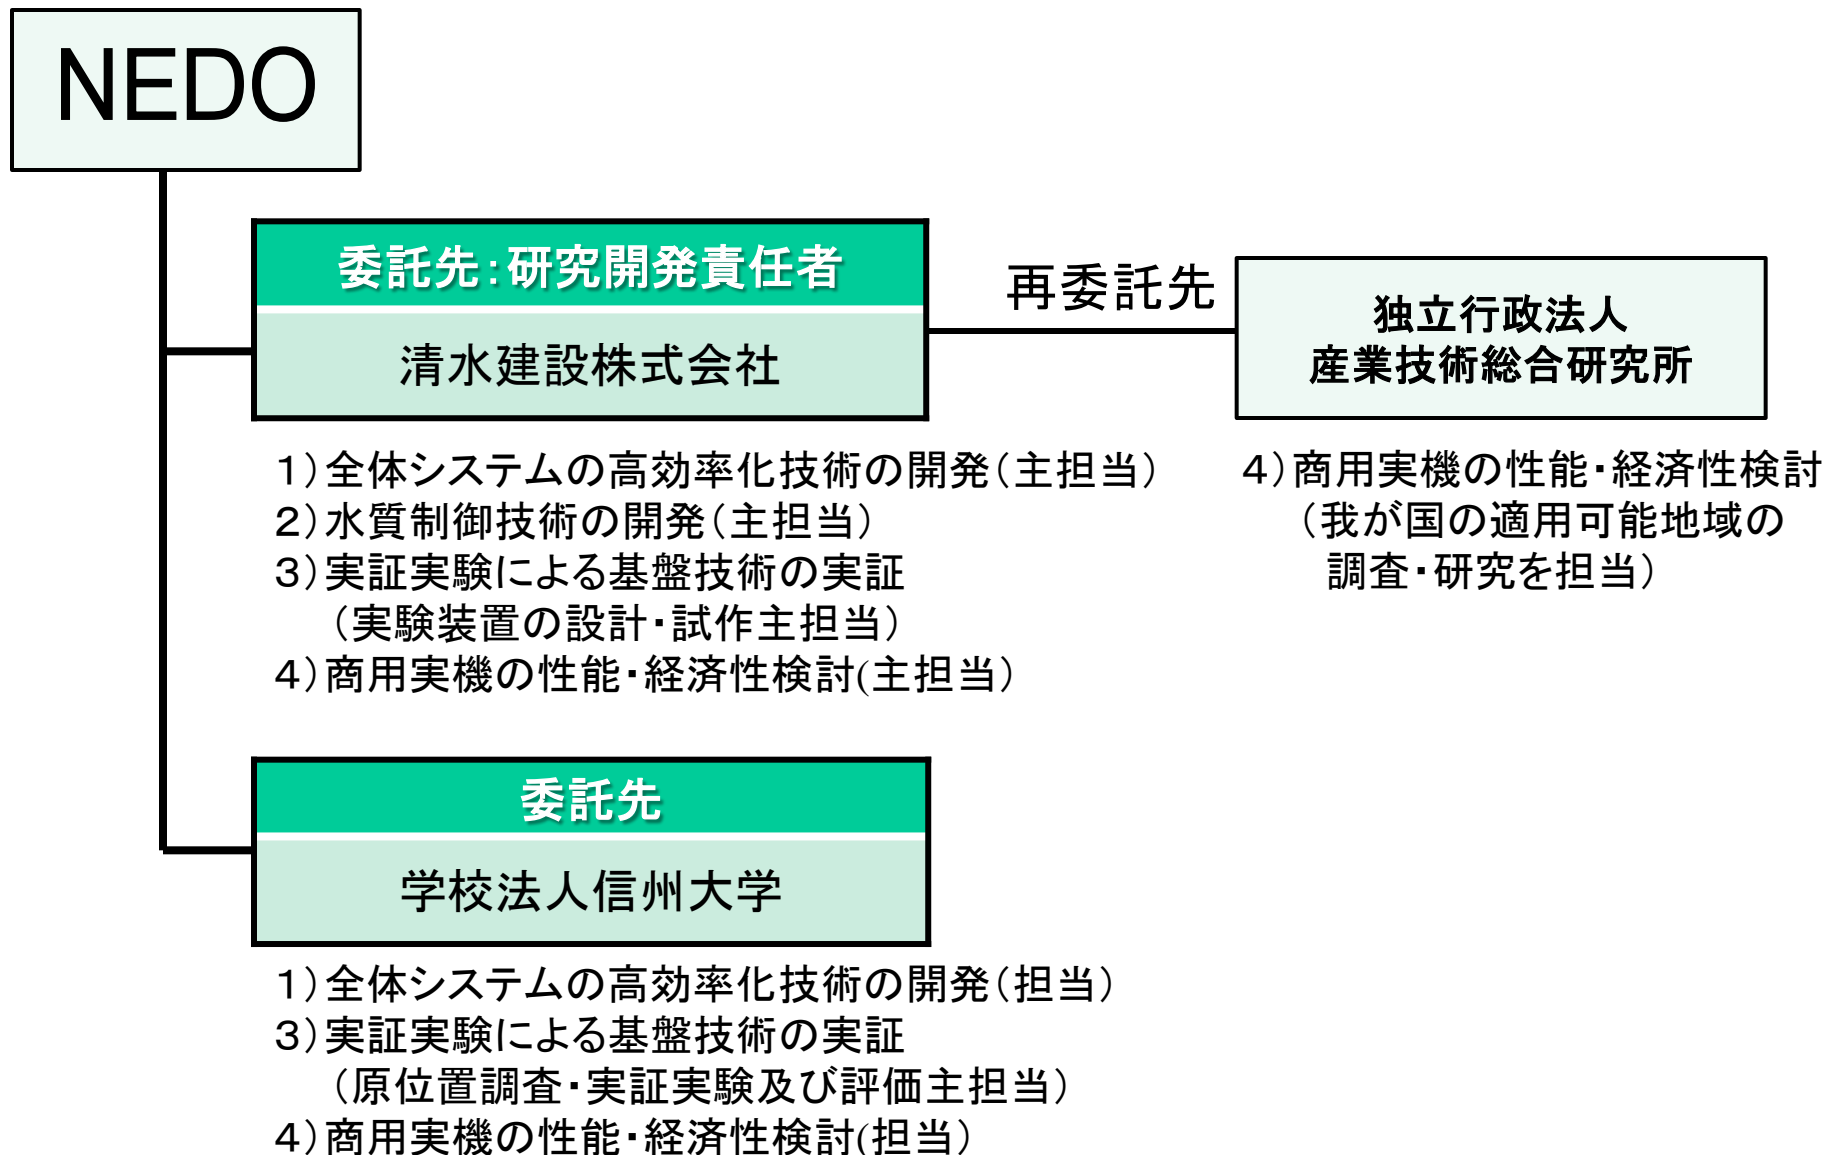 NEDO
委託先：研究開発責任者
清水建設株式会社
再委託先
独立行政法人
産業技術総合研究所
１）全体システムの高効率化技術の開発（主担当）
２）水質制御技術の開発（主担当）
３）実証実験による基盤技術の実証
（実験装置の設計・試作主担当）
４）商用実機の性能・経済性検討(主担当）
４）商用実機の性能・経済性検討
（我が国の適用可能地域の
調査・研究を担当）
委託先
学校法人信州大学
１）全体システムの高効率化技術の開発（担当）
３）実証実験による基盤技術の実証
（原位置調査・実証実験及び評価主担当）
４）商用実機の性能・経済性検討(担当）